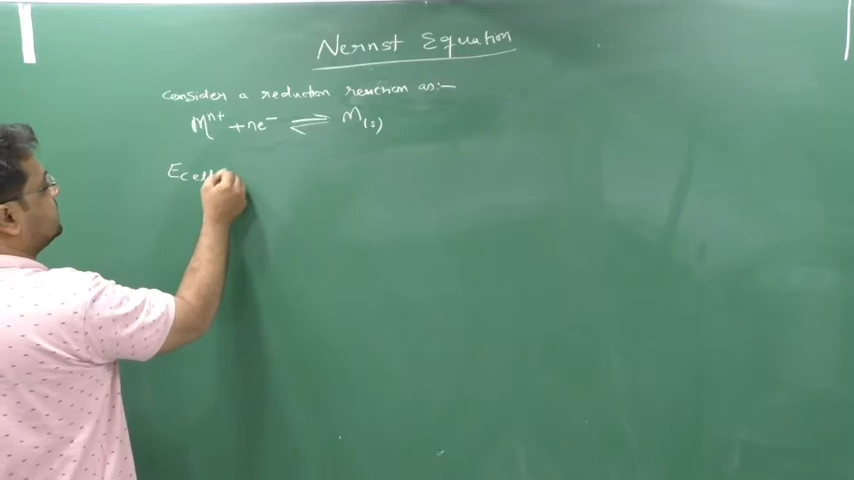 Nernst Equation
Consider a reduction reaction as:-
Mⁿ⁺ + ne⁻ ⇌ M(s)
Ecell